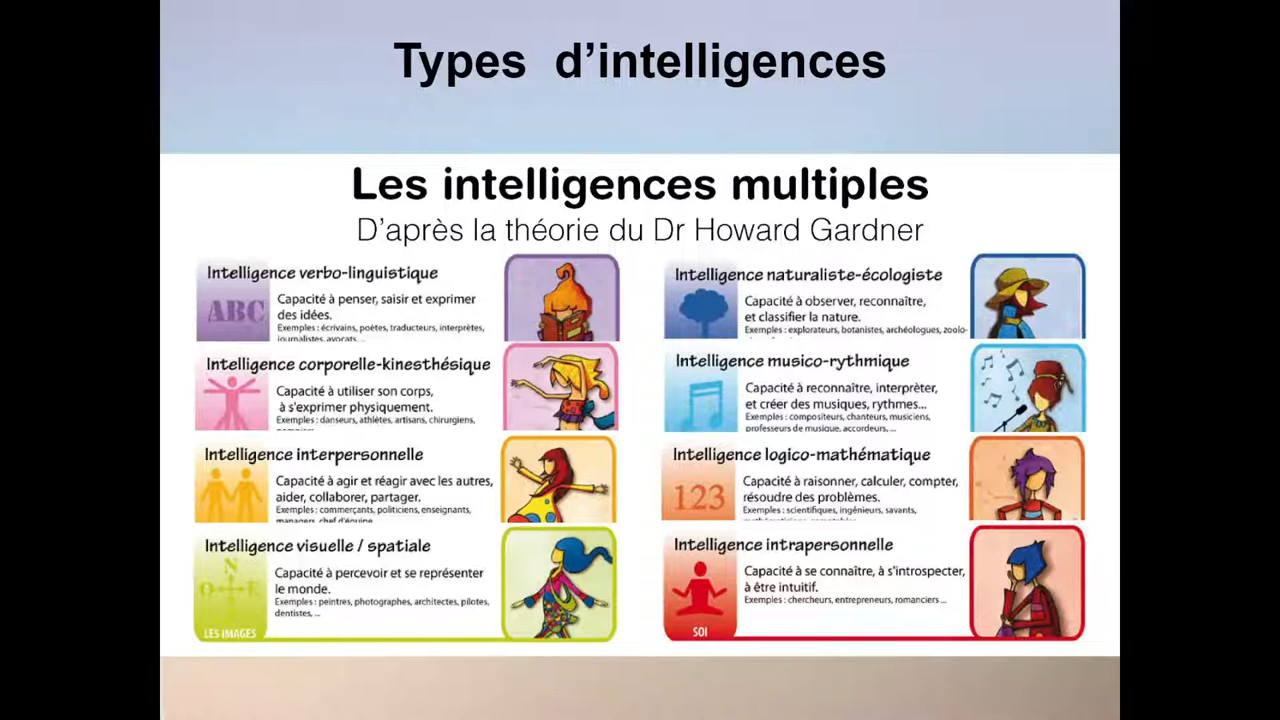 Types d'intelligences
Les intelligences multiples
D'après la théorie du Dr Howard Gardner
Intelligence verbo-linguistique
ABC
Capacité à penser, saisir et exprimer
des idées.
Exemples : écrivains, poètes, traducteurs, interprètes,
journalistes, avocats...
Intelligence corporelle-kinesthésique
Capacité à utiliser son corps,
à s'exprimer physiquement.
Exemples : danseurs, athlètes, artisans, chirurgiens,
Intelligence interpersonnelle
Capacité à agir et réagir avec les autres,
aider, collaborer, partager.
Exemples : commerçants, politiciens, enseignants,
managers, chef d'équipe
Intelligence visuelle / spatiale
N
O E
Capacité à percevoir et se représenter
le monde.
Exemples : peintres, photographes, architectes, pilotes,
dentistes, ...
LES IMAGES
Intelligence naturaliste-écologiste
Capacité à observer, reconnaître,
et classifier la nature.
Exemples : explorateurs, botanistes, archéologues, zoolo-
Intelligence musico-rythmique
Capacité à reconnaître, interprèter,
et créer des musiques, rythmes...
Exemples : compositeurs, chanteurs, musiciens,
professeurs de musique, accordeurs, ...
Intelligence logico-mathématique
123
Capacité à raisonner, calculer, compter,
résoudre des problèmes.
Exemples : scientifiques, ingénieurs, savants,
Intelligence intrapersonnelle
Capacité à se connaître, à s'introspecter,
à être intuitif.
Exemples : chercheurs, entrepreneurs, romanciers ...
SOI